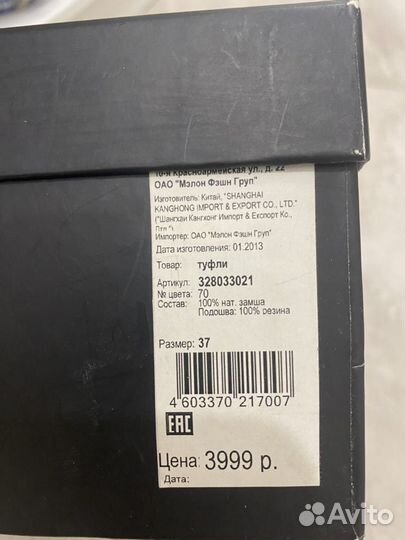 10-я Красноармейская ул., д. 22
ОАО "Мэлон Фэшн Груп"
Изготовитель: Китай, "SHANGHAI
KANGHONG IMPORT & EXPORT CO., LTD."
("Шангхаи Кангхонг Импорт & Експорт Ко.,
Лтд.")
Импортер: ОАО "Мэлон Фэшн Груп"
Дата изготовления: 01.2013
Товар: туфли
Артикул: 328033021
№ цвета: 70
Состав: 100% нат. замша
Подошва: 100% резина
Размер: 37
4 603370 217007
EAC
Цена: 3999 р.
Дата:
Avito